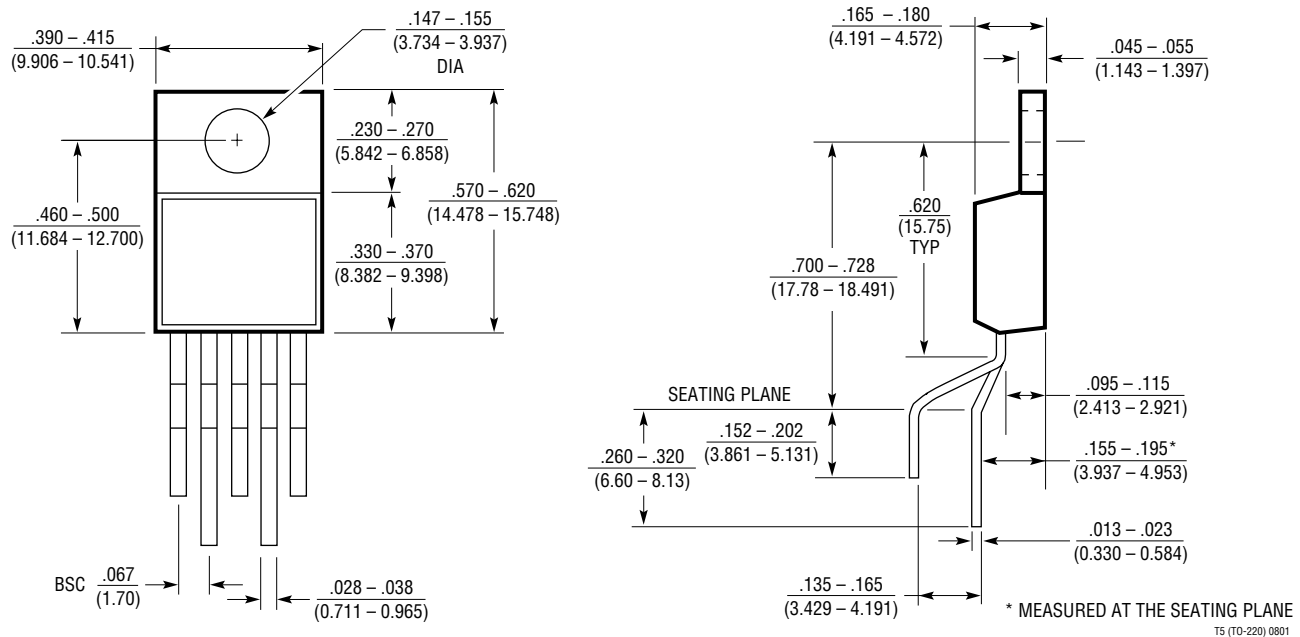 .390 – .415
(9.906 – 10.541)
.147 – .155
(3.734 – 3.937)
DIA
.230 – .270
(5.842 – 6.858)
.570 – .620
(14.478 – 15.748)
.460 – .500
(11.684 – 12.700)
.330 – .370
(8.382 – 9.398)
BSC
.067
(1.70)
.028 – .038
(0.711 – 0.965)
.165 – .180
(4.191 – 4.572)
.045 – .055
(1.143 – 1.397)
.620
(15.75)
TYP
.700 – .728
(17.78 – 18.491)
SEATING PLANE
.152 – .202
(3.861 – 5.131)
.260 – .320
(6.60 – 8.13)
.095 – .115
(2.413 – 2.921)
.155 – .195*
(3.937 – 4.953)
.013 – .023
(0.330 – 0.584)
.135 – .165
(3.429 – 4.191)
* MEASURED AT THE SEATING PLANE
T5 (TO-220) 0801